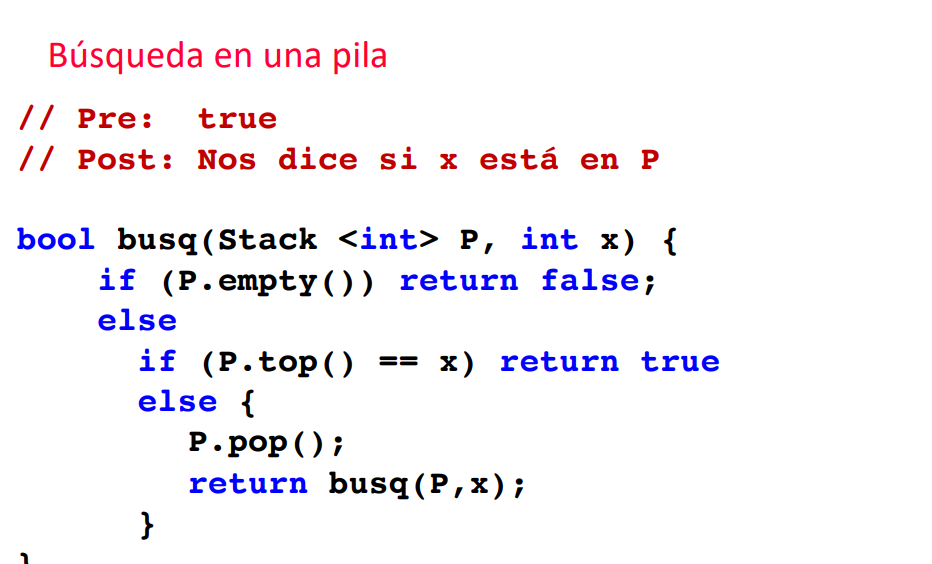 Búsqueda en una pila
// Pre:  true
// Post: Nos dice si x está en P
bool busq(Stack <int> P, int x) {
    if (P.empty()) return false;
    else
      if (P.top() == x) return true
      else {
        P.pop();
        return busq(P,x);
      }
}